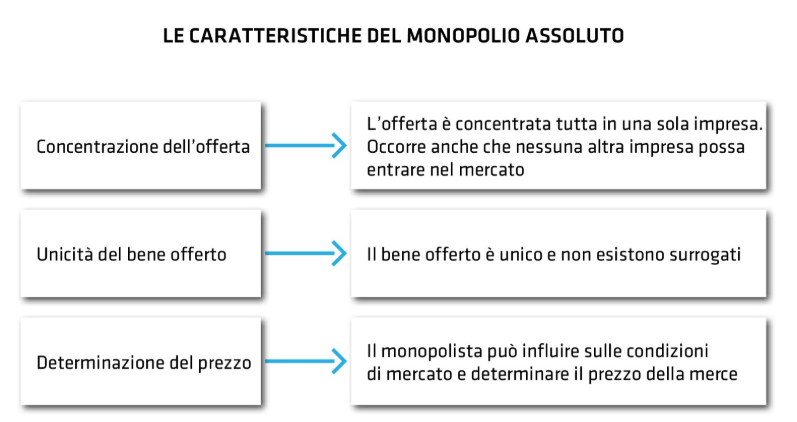 LE CARATTERISTICHE DEL MONOPOLIO ASSOLUTO
Concentrazione dell'offerta
L'offerta è concentrata tutta in una sola impresa.
Occorre anche che nessuna altra impresa possa
entrare nel mercato
Unicità del bene offerto
Il bene offerto è unico e non esistono surrogati
Determinazione del prezzo
Il monopolista può influire sulle condizioni
di mercato e determinare il prezzo della merce